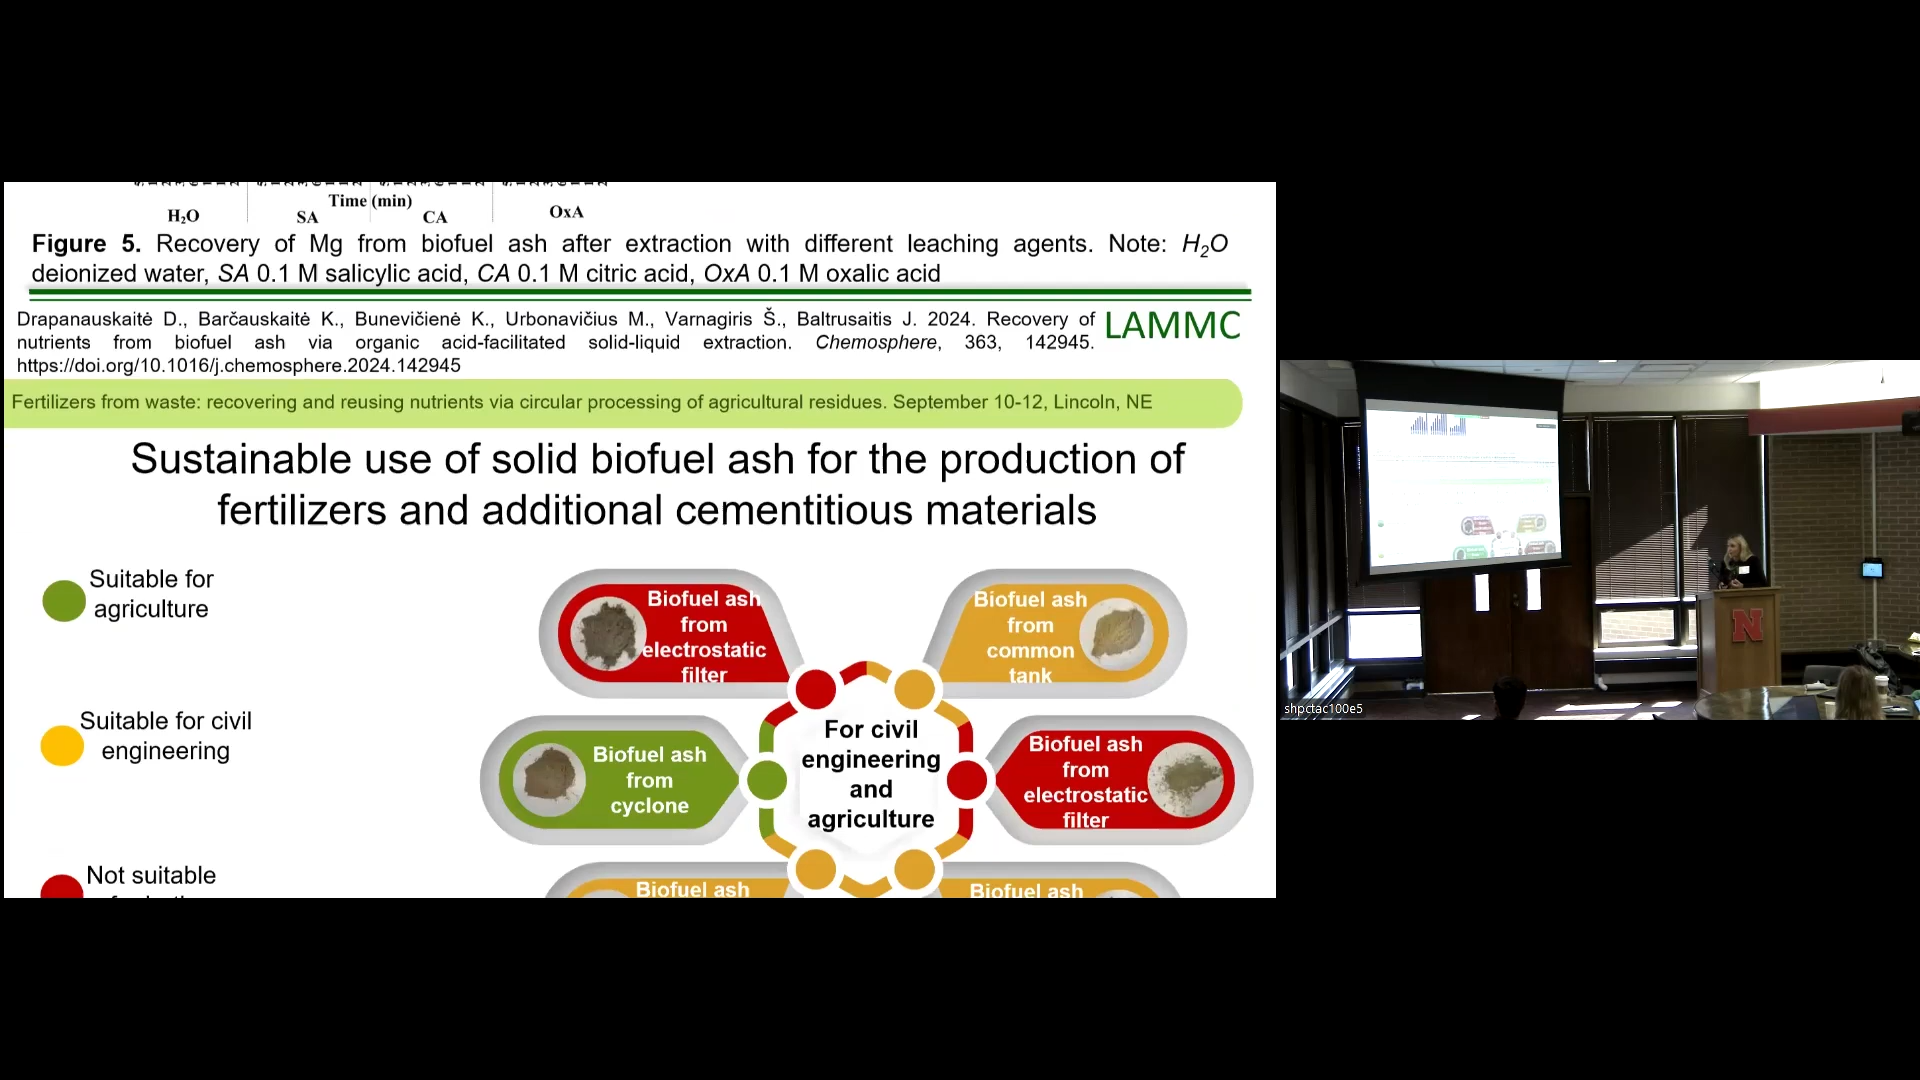 Time (min)
H₂O SA CA OxA
Figure 5. Recovery of Mg from biofuel ash after extraction with different leaching agents. Note: H₂O
deionized water, SA 0.1 M salicylic acid, CA 0.1 M citric acid, OxA 0.1 M oxalic acid
Drapanauskaitė D., Barčauskaitė K., Bunevičienė K., Urbonavičius M., Varnagiris Š., Baltrusaitis J. 2024. Recovery of
nutrients from biofuel ash via organic acid-facilitated solid-liquid extraction. Chemosphere, 363, 142945.
https://doi.org/10.1016/j.chemosphere.2024.142945
LAMMC
Fertilizers from waste: recovering and reusing nutrients via circular processing of agricultural residues. September 10-12, Lincoln, NE
Sustainable use of solid biofuel ash for the production of
fertilizers and additional cementitious materials
Suitable for
agriculture
Suitable for civil
engineering
Not suitable
Biofuel ash
from
electrostatic
filter
Biofuel ash
from
common
tank
Biofuel ash
from
cyclone
For civil
engineering
and
agriculture
Biofuel ash
from
electrostatic
filter
Biofuel ash
Biofuel ash
N
shpctac100e5